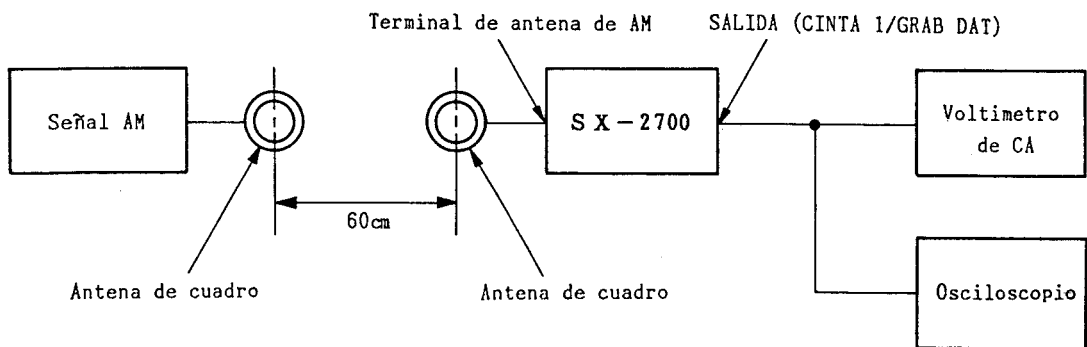 Terminal de antena de AM
SALIDA (CINTA 1/GRAB DAT)
Señal AM
SX-2700
Voltimetro
de CA
60cm
Antena de cuadro
Antena de cuadro
Osciloscopio